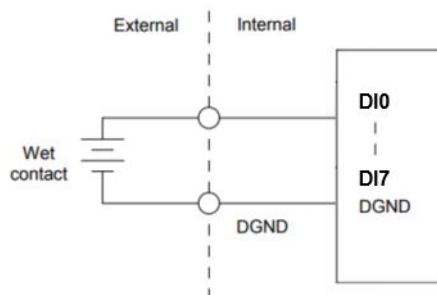 External
Internal
DI0
Wet
contact
DI7
DGND
DGND